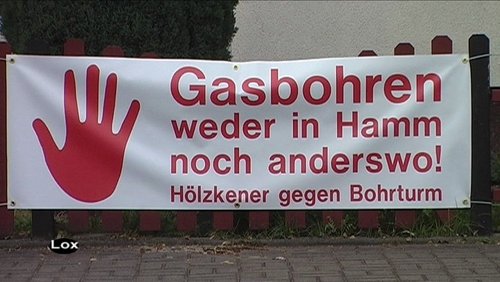 Gasbohren
weder in Hamm
noch anderswo!
Hölzkener gegen Bohrturm
Lox